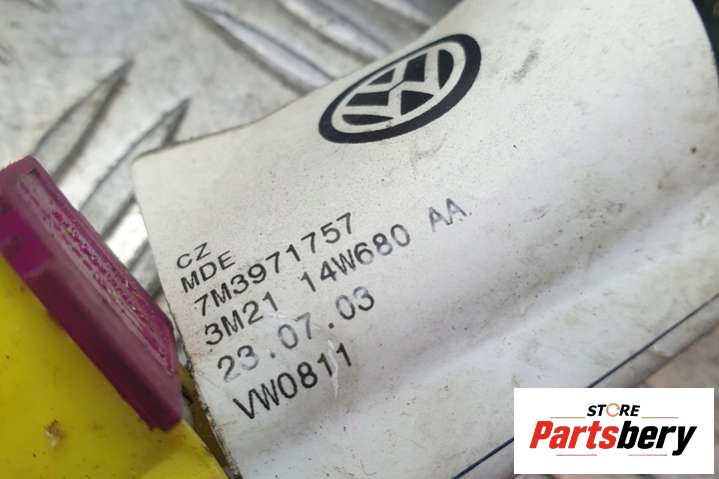 CZ
MDE
7M3971757
3M21 14W680 AA
23.07.03
VW0811
STORE
Partsbery